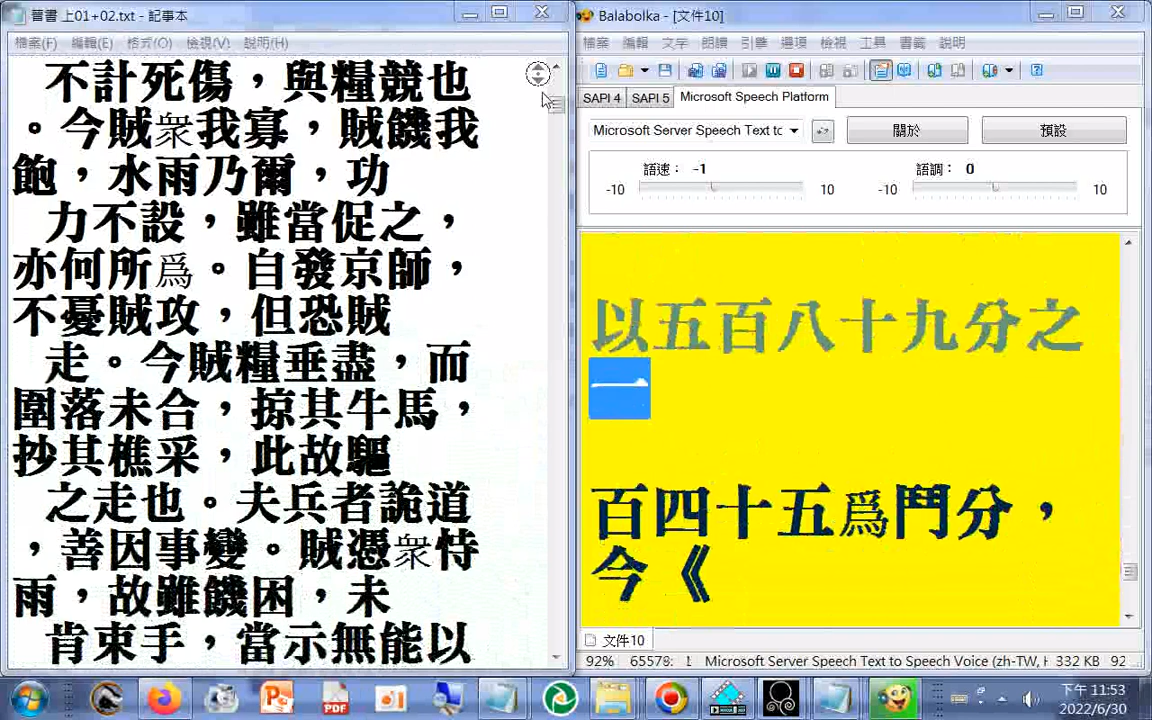 晉書 上01+02.txt - 記事本
檔案(F) 編輯(E) 格式(O) 檢視(V) 說明(H)
不計死傷，與糧競也
。今賊衆我寡，賊饑我
飽，水雨乃爾，功
力不設，雖當促之，
亦何所爲。自發京師，
不憂賊攻，但恐賊
走。今賊糧垂盡，而
圍落未合，掠其牛馬，
抄其樵采，此故驅
之走也。夫兵者詭道
，善因事變。賊憑衆恃
雨，故雖饑困，未
肯束手，當示無能以
Balabolka - [文件10]
檔案 編輯 文字 朗讀 引擎 選項 檢視 工具 書籤 說明
SAPI 4 SAPI 5 Microsoft Speech Platform
Microsoft Server Speech Text to
關於 預設
語速： -1 語調： 0
-10 10 -10 10
以五百八十九分之
一
百四十五爲鬥分，
今《
文件10
92% 65578: 1 Microsoft Server Speech Text to Speech Voice (zh-TW, H 332 KB 92
下午 11:53
2022/6/30